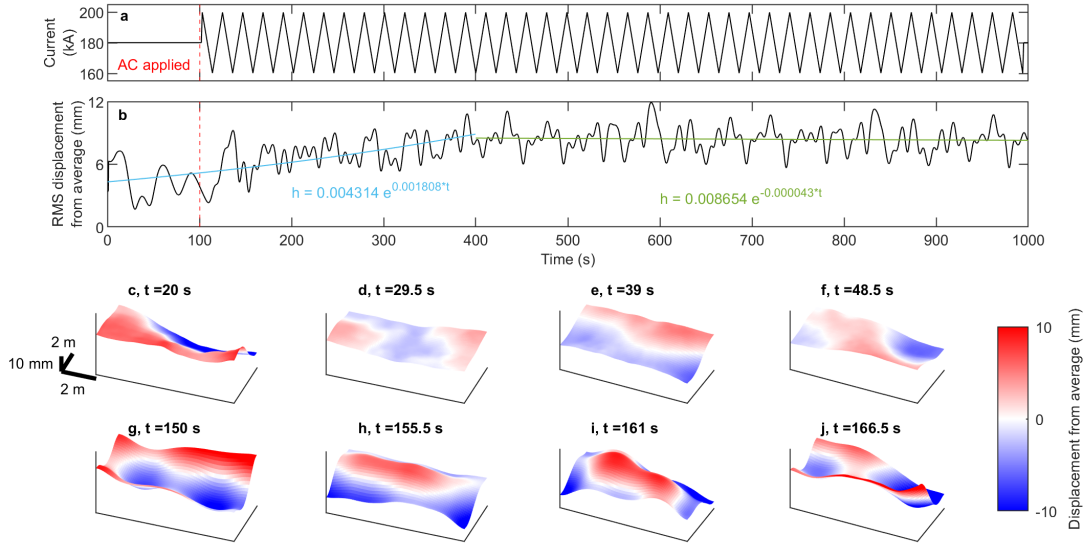 a
200
180
160
Current
(kA)
AC applied
b
12
6
0
RMS displacement
from average (mm)
h = 0.004314 e^0.001808*t
h = 0.008654 e^-0.000043*t
0 100 200 300 400 500 600 700 800 900 1000
Time (s)
c, t =20 s
d, t =29.5 s
e, t =39 s
f, t =48.5 s
2 m
10 mm
2 m
g, t =150 s
h, t =155.5 s
i, t =161 s
j, t =166.5 s
10
0
-10
Displacement from average (mm)